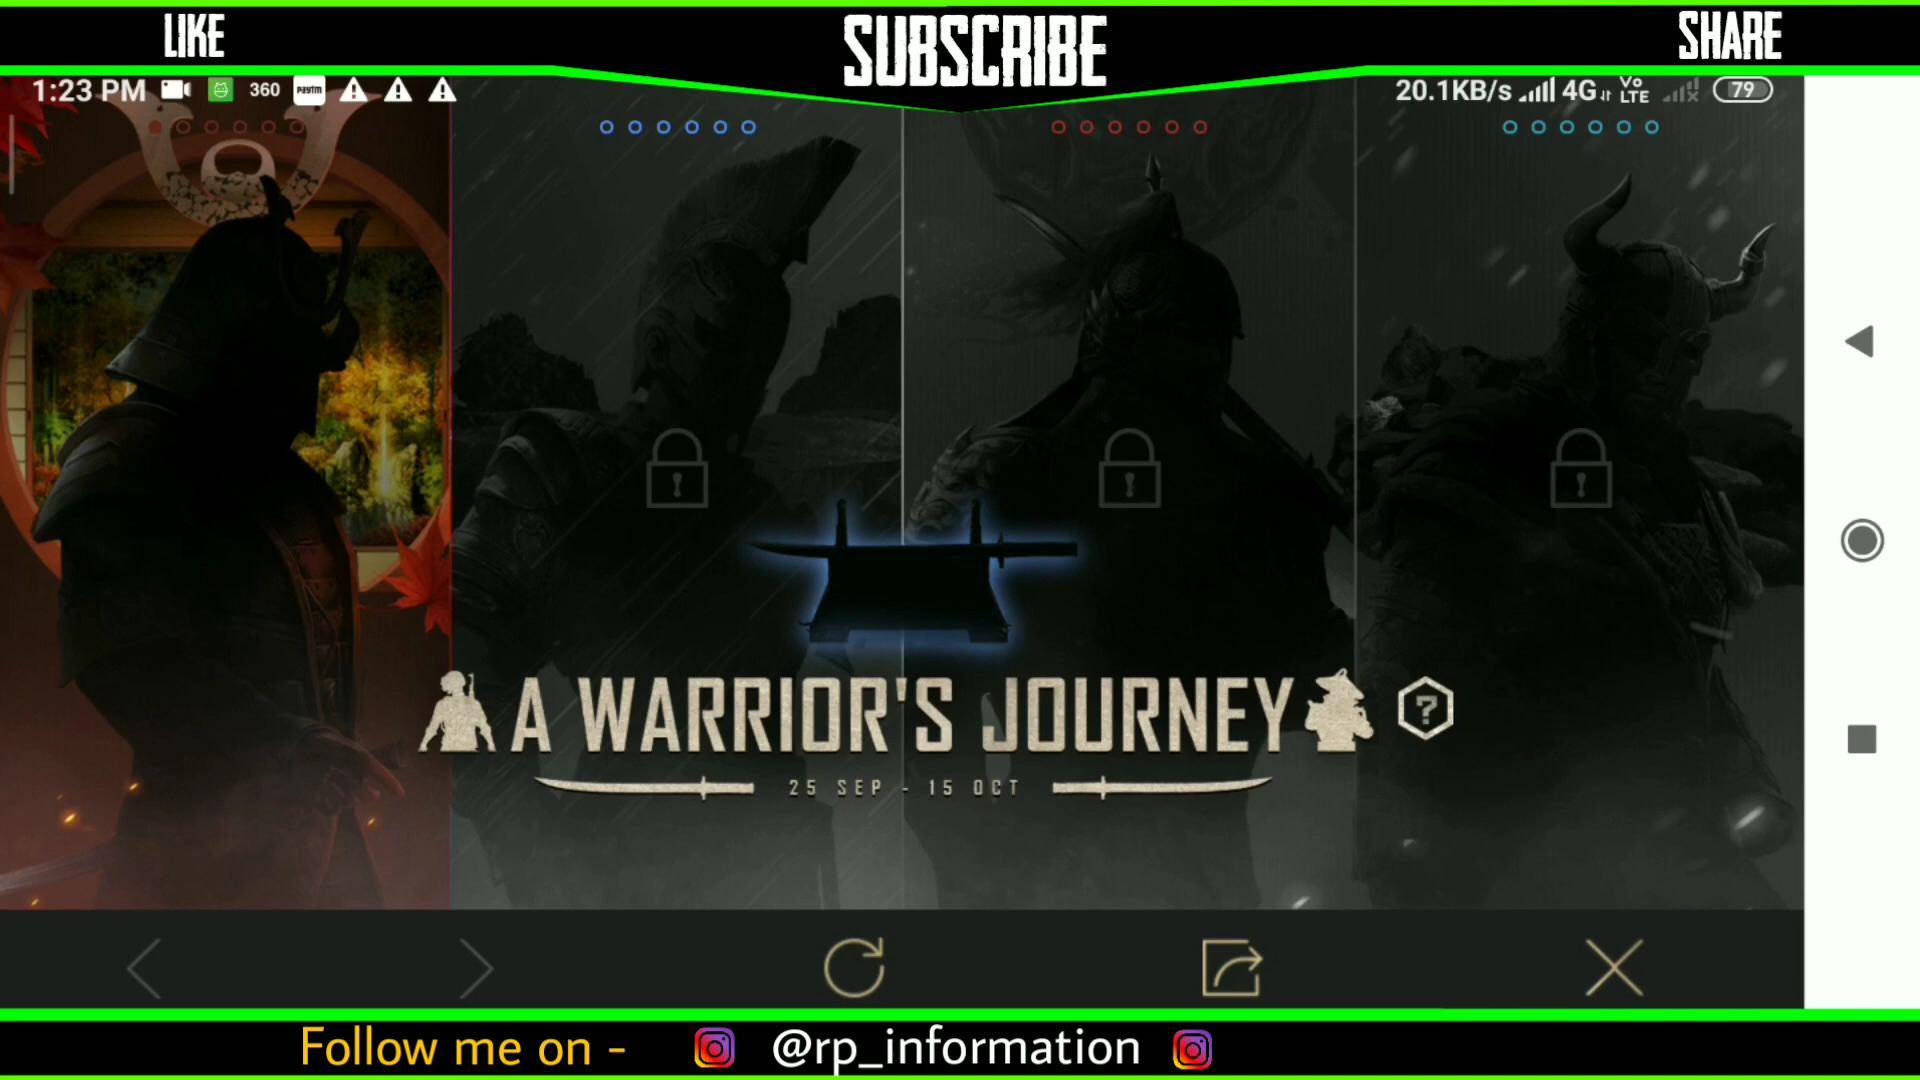 LIKE
SUBSCRIBE
SHARE
1:23 PM 360 paytm
20.1KB/s 4G Vo LTE 79
A WARRIOR'S JOURNEY ?
25 SEP - 15 OCT
Follow me on - @rp_information